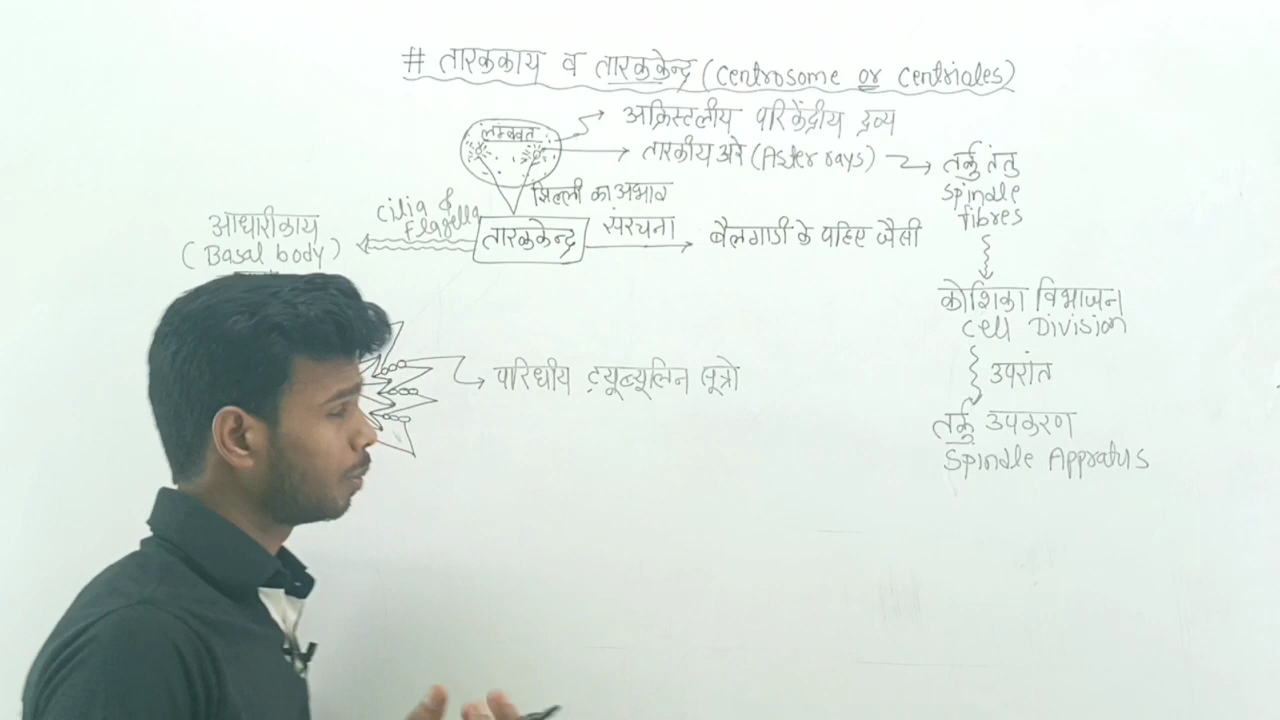 # तारककाय व तारककेन्द्र (Centrosome or Centrioles)
लम्बवत
अक्रिस्टलीय परिकेंद्रीय द्रव्य
तारकीय अरे (Aster rays)
तर्कु तंतु
Spindle
fibres
झिल्ली का अभाव
Cilia &
Flagella
आधारीकाय
(Basal body)
तारककेन्द्र
संरचना
बैलगाडी के पहिए जैसी
कोशिका विभाजन
Cell Division
उपरांत
परिधीय ट्यूब्यूलिन सूत्रो
तर्कु उपकरण
Spindle Appratus